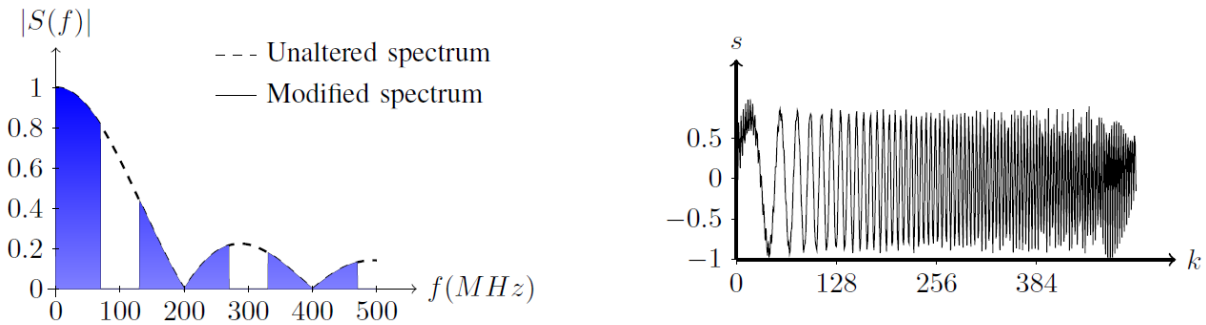 |S(f)|
- - - Unaltered spectrum
— Modified spectrum
1
0.8
0.6
0.4
0.2
0
0 100 200 300 400 500
f(MHz)
s
0.5
0
−0.5
−1
0 128 256 384
k